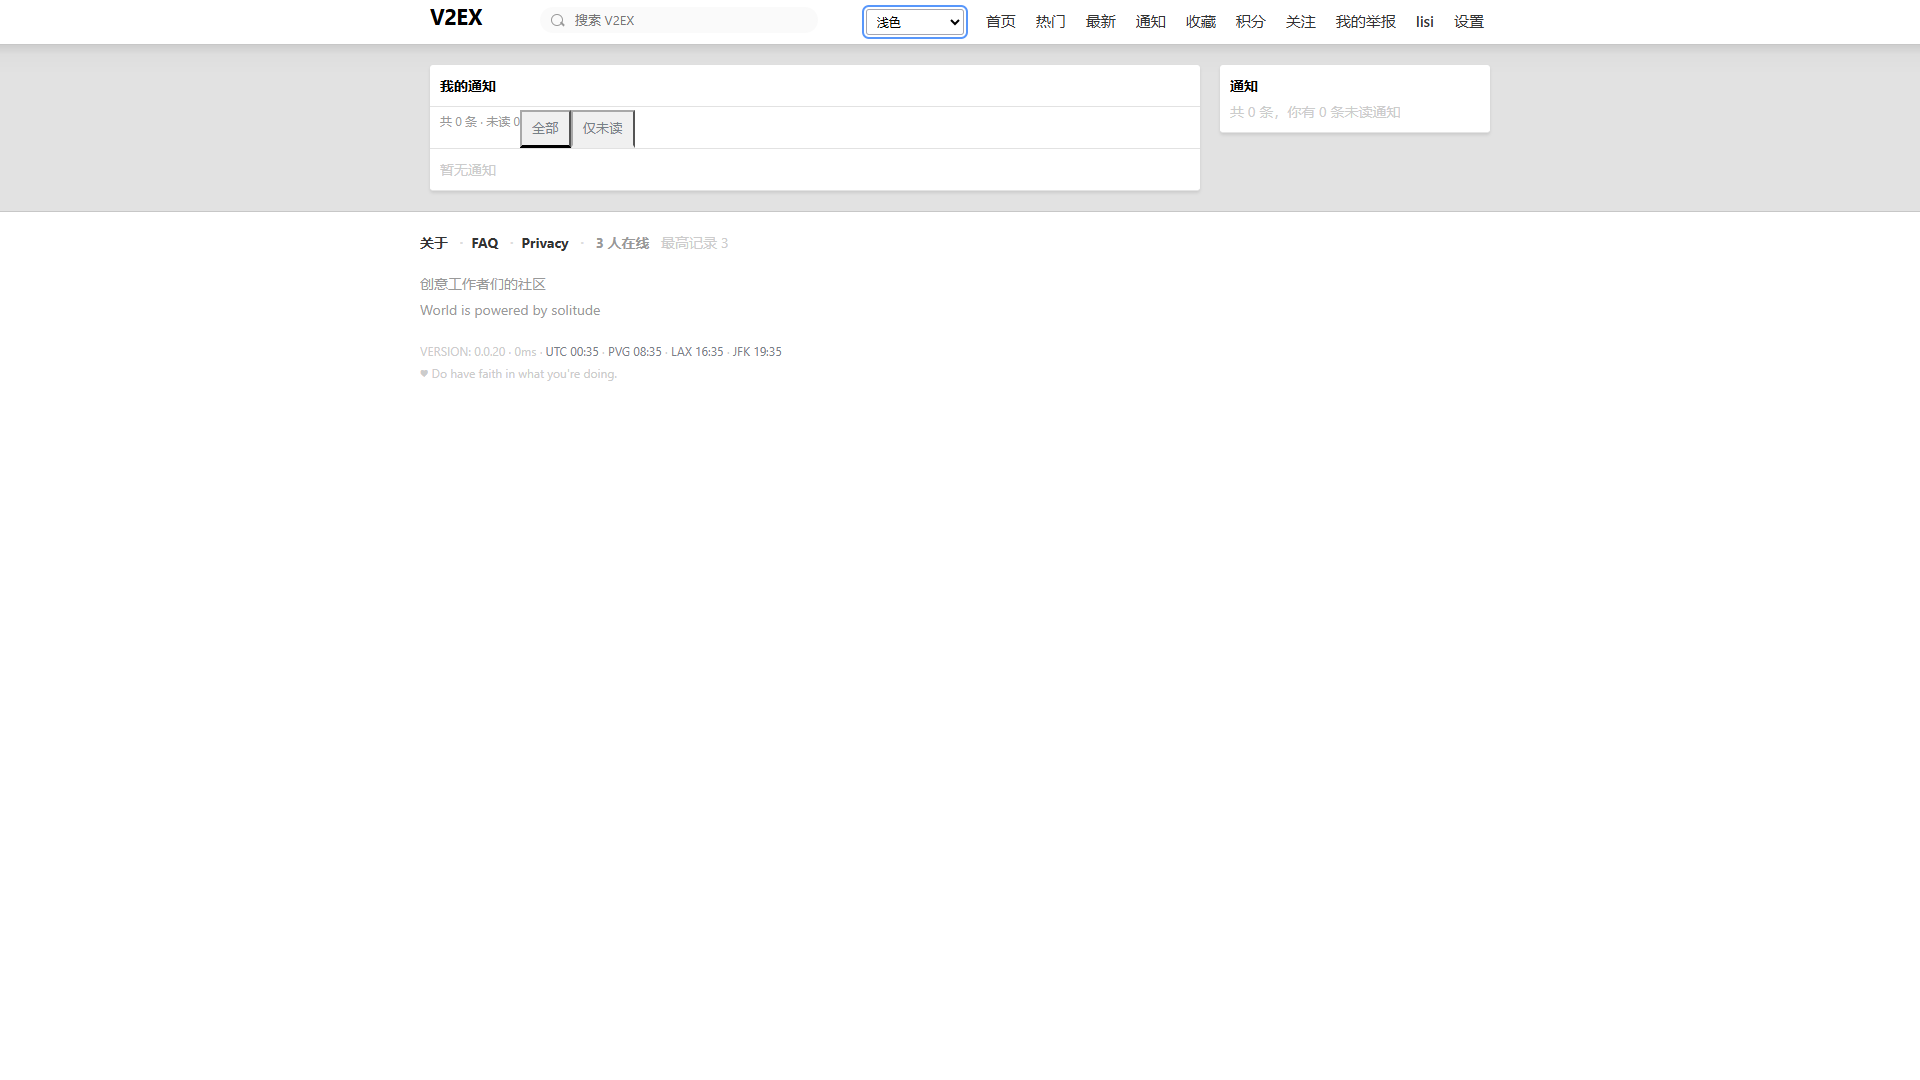 V2EX
搜索 V2EX
浅色
首页 热门 最新 通知 收藏 积分 关注 我的举报 lisi 设置
我的通知
共 0 条 · 未读 0
全部 仅未读
暂无通知
通知
共 0 条，你有 0 条未读通知
关于 · FAQ · Privacy · 3 人在线 最高记录 3
创意工作者们的社区
World is powered by solitude
VERSION: 0.0.20 · 0ms · UTC 00:35 · PVG 08:35 · LAX 16:35 · JFK 19:35
♥ Do have faith in what you're doing.